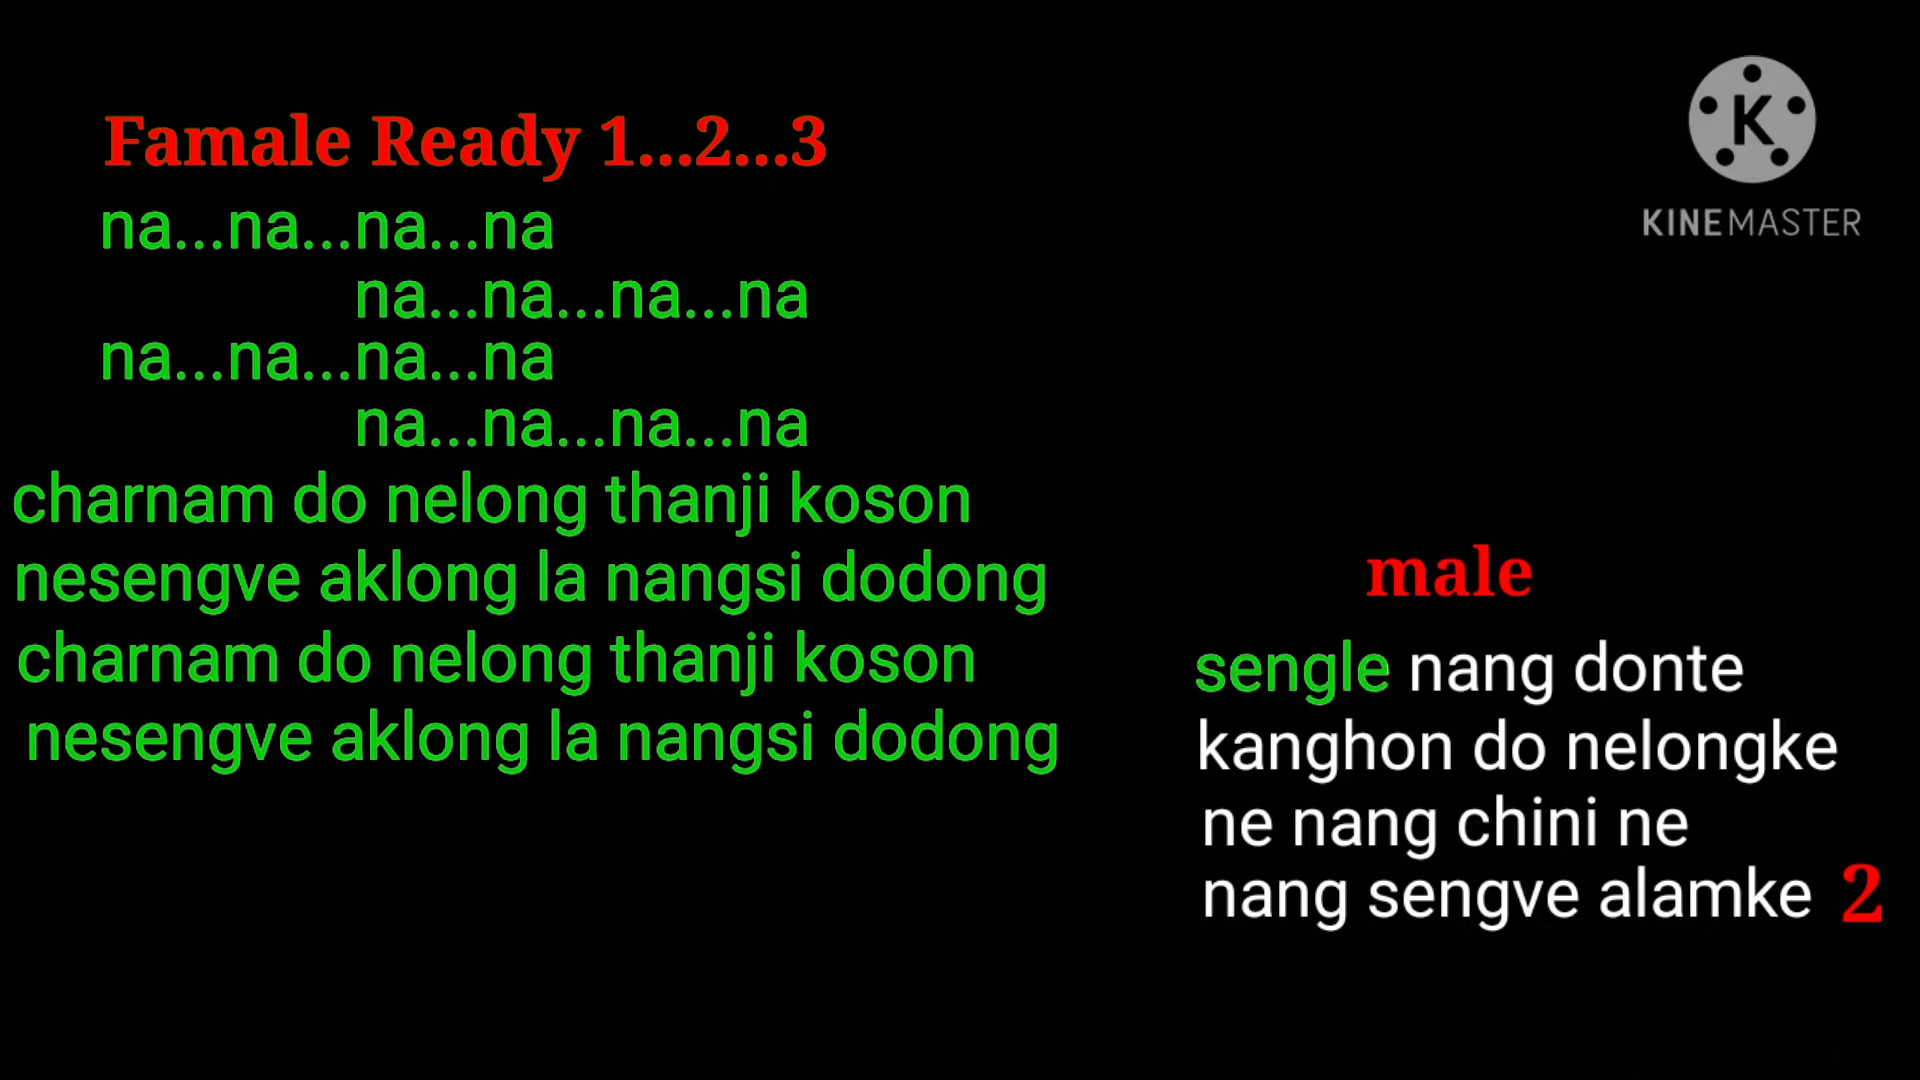 Famale Ready 1...2...3
na...na...na...na
na...na...na...na
na...na...na...na
na...na...na...na
charnam do nelong thanji koson
nesengve aklong la nangsi dodong
charnam do nelong thanji koson
nesengve aklong la nangsi dodong
K
KINEMASTER
male
sengle nang donte
kanghon do nelongke
ne nang chini ne
nang sengve alamke 2